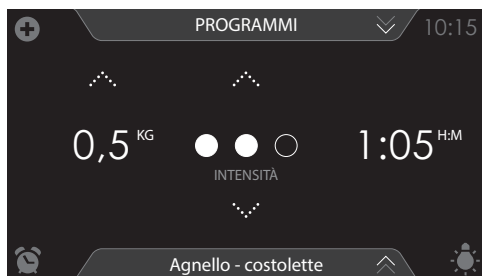 PROGRAMMI 10:15
0,5 KG 1:05 H:M
INTENSITÀ
Agnello - costolette